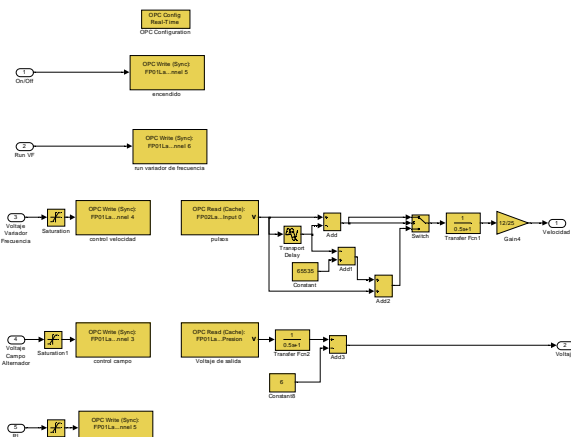 OPC Config
Real-Time
OPC Configuration
1
On/Off
OPC Write (Sync):
FP01La...nnel 5
encendido
2
Run VF
OPC Write (Sync):
FP01La...nnel 6
run variador de frecuencia
3
Voltaje
Variador
Frecuencia
Saturation
OPC Write (Sync):
FP01La...nnel 4
control velocidad
OPC Read (Cache):
FP02La...Input 0
V
pulsos
Transport
Delay
65535
Constant
Add
Add1
Add2
Switch
1
0.5s+1
Transfer Fcn1
12/25
Gain4
1
Velocidad
4
Voltaje
Campo
Alternador
Saturation1
OPC Write (Sync):
FP01La...nnel 3
control campo
OPC Read (Cache):
FP01La...Presion
V
Voltaje de salida
1
0.5s+1
Transfer Fcn2
6
Constant8
Add3
2
Voltaj
5
OPC Write (Sync):
FP01La...nnel 5